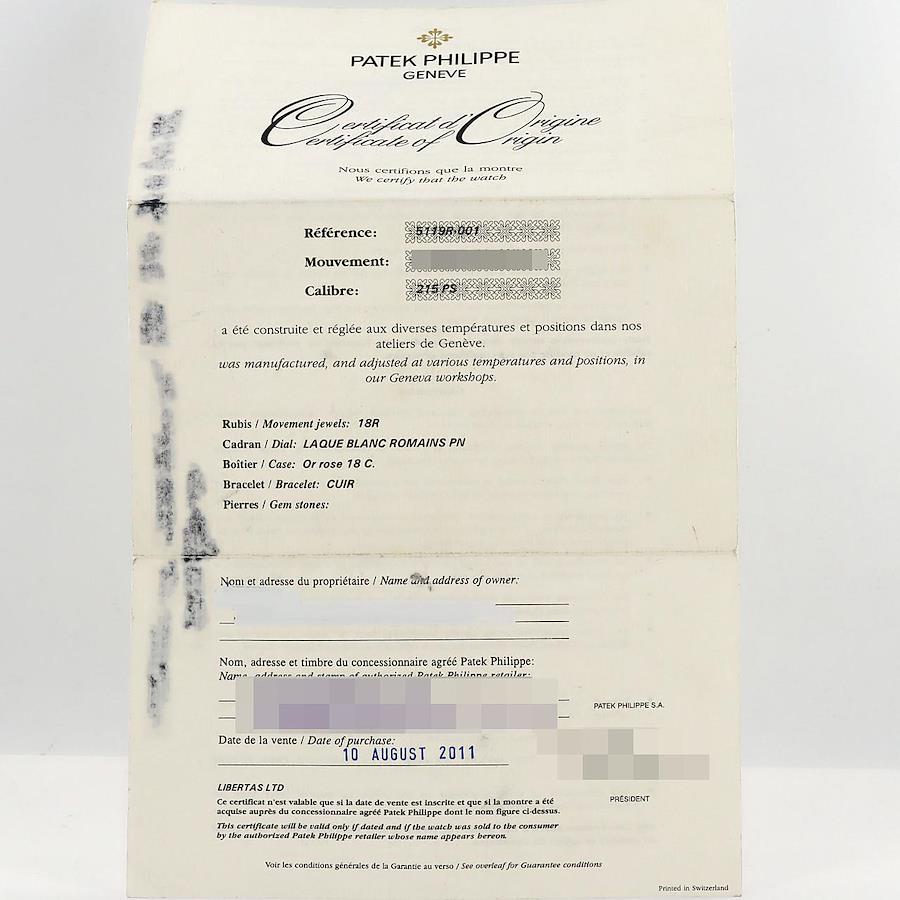 PATEK PHILIPPE
GENEVE
Certificat d'Origine
Certificate of Origin
Nous certifions que la montre
We certify that the watch
Référence: 5119R-001
Mouvement:
Calibre: 215 PS
a été construite et réglée aux diverses températures et positions dans nos
ateliers de Genève.
was manufactured, and adjusted at various temperatures and positions, in
our Geneva workshops.
Rubis / Movement jewels: 18R
Cadran / Dial: LAQUE BLANC ROMAINS PN
Boîtier / Case: Or rose 18 C.
Bracelet / Bracelet: CUIR
Pierres / Gem stones:
Nom et adresse du propriétaire / Name and address of owner:
Nom, adresse et timbre du concessionnaire agréé Patek Philippe:
Name, address and stamp of authorized Patek Philippe retailer:
PATEK PHILIPPE S.A.
Date de la vente / Date of purchase:
10 AUGUST 2011
LIBERTAS LTD
PRÉSIDENT
Ce certificat n'est valable que si la date de vente est inscrite et que si la montre a été
acquise auprès du concessionnaire agréé Patek Philippe dont le nom figure ci-dessus.
This certificate will be valid only if dated and if the watch was sold to the consumer
by the authorized Patek Philippe retailer whose name appears hereon.
Voir les conditions générales de la Garantie au verso / See overleaf for Guarantee conditions
Printed in Switzerland